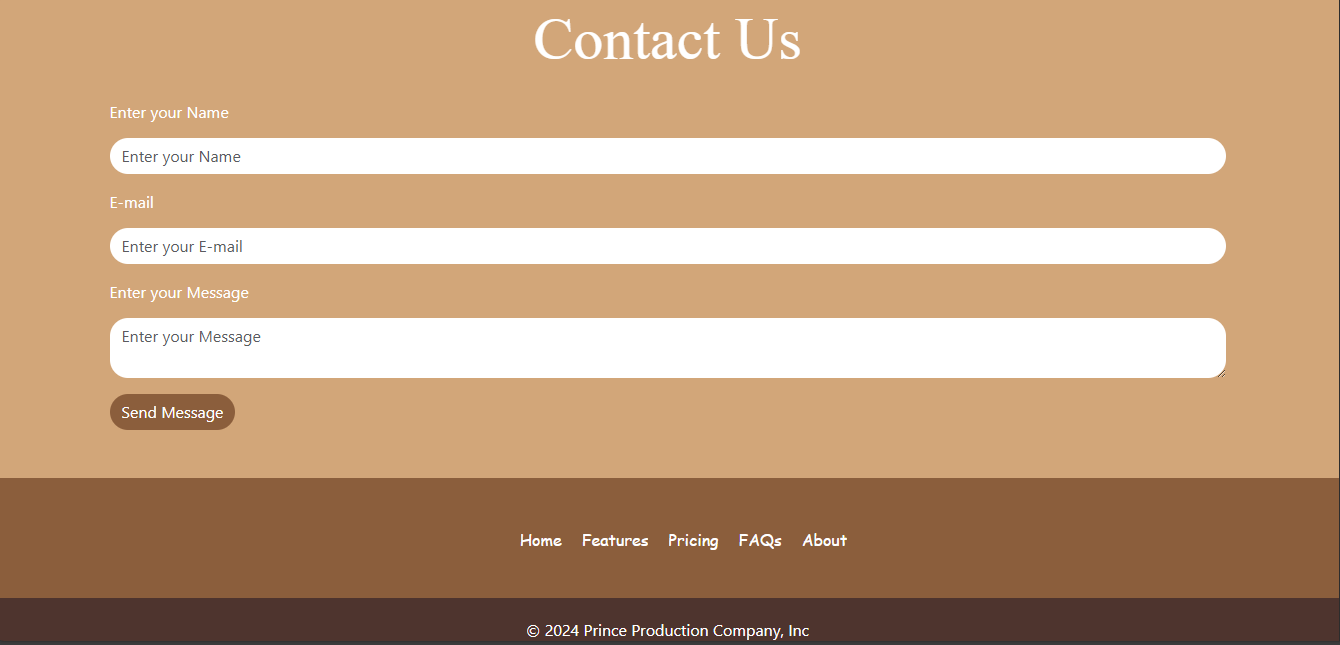 Contact Us
Enter your Name
Enter your Name
E-mail
Enter your E-mail
Enter your Message
Enter your Message
Send Message
Home Features Pricing FAQs About
© 2024 Prince Production Company, Inc